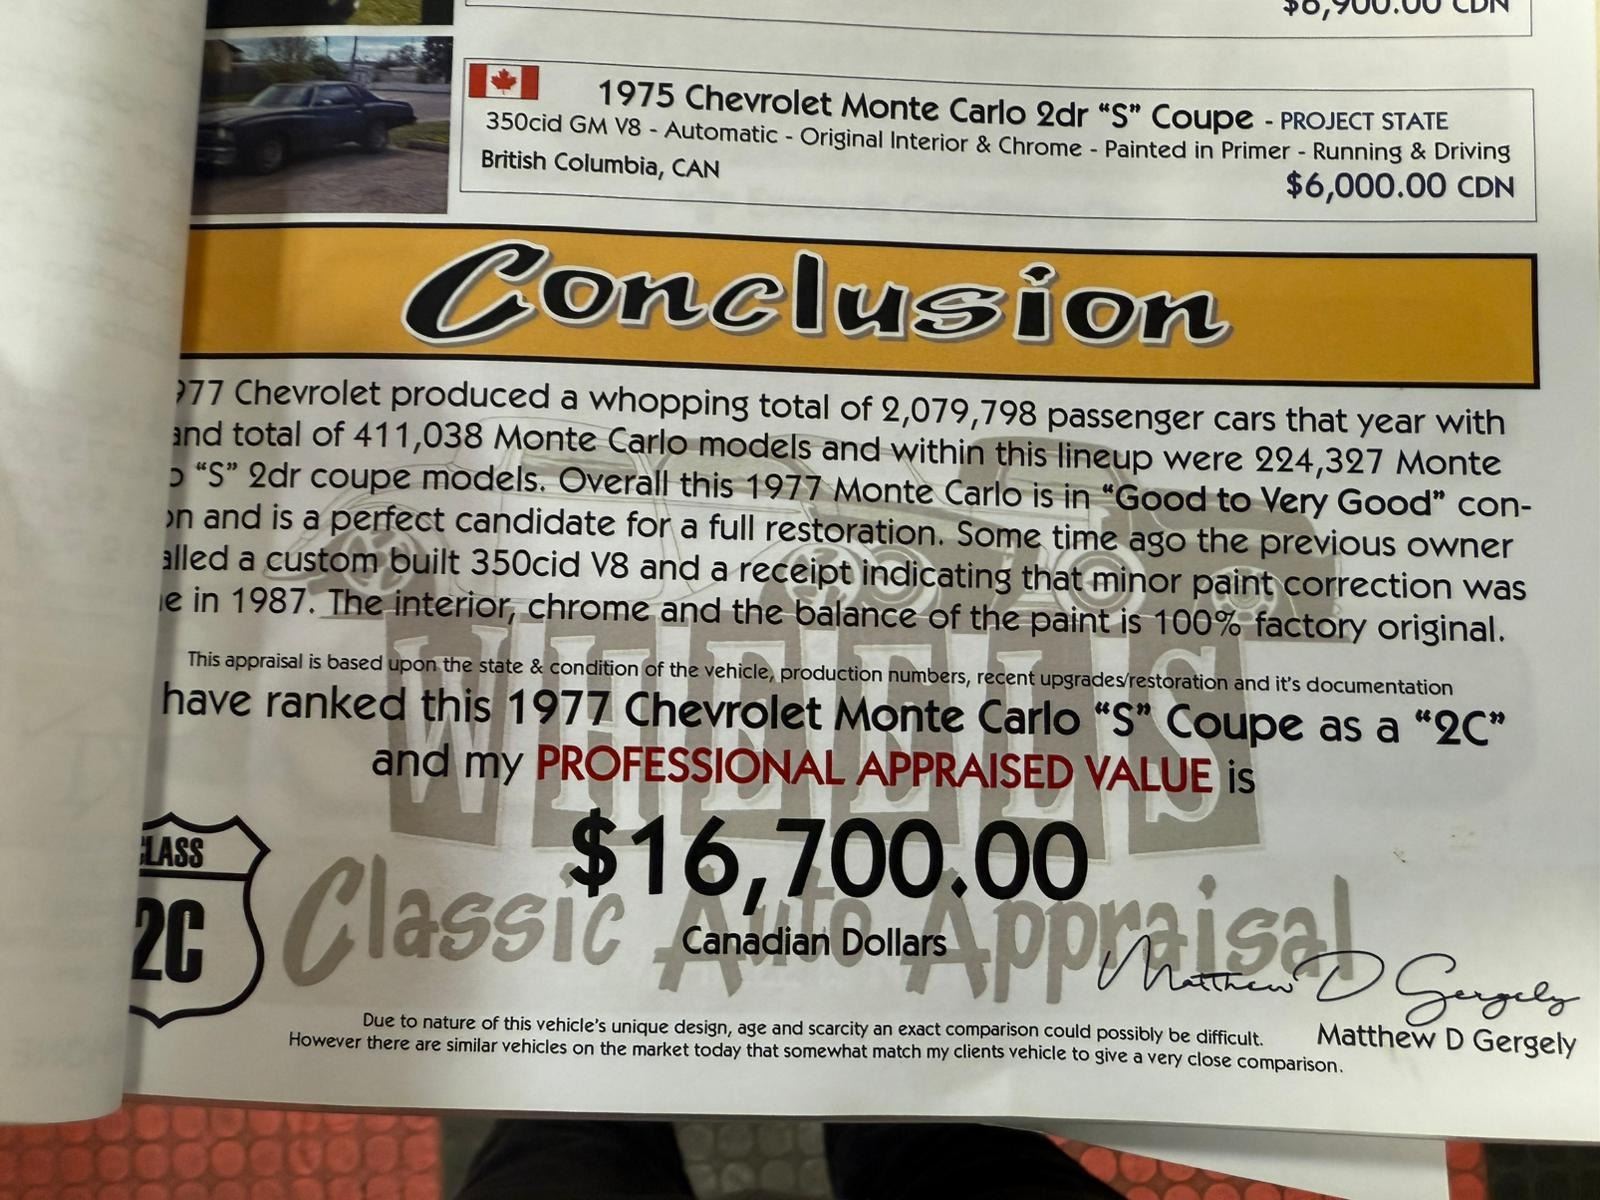 $6,900.00 CDN
1975 Chevrolet Monte Carlo 2dr “S” Coupe - PROJECT STATE
350cid GM V8 - Automatic - Original Interior & Chrome - Painted in Primer - Running & Driving
British Columbia, CAN
$6,000.00 CDN
Conclusion
977 Chevrolet produced a whopping total of 2,079,798 passenger cars that year with
and total of 411,038 Monte Carlo models and within this lineup were 224,327 Monte
o “S” 2dr coupe models. Overall this 1977 Monte Carlo is in “Good to Very Good” con-
on and is a perfect candidate for a full restoration. Some time ago the previous owner
alled a custom built 350cid V8 and a receipt indicating that minor paint correction was
e in 1987. The interior, chrome and the balance of the paint is 100% factory original.
This appraisal is based upon the state & condition of the vehicle, production numbers, recent upgrades/restoration and it's documentation
have ranked this 1977 Chevrolet Monte Carlo “S” Coupe as a “2C”
and my PROFESSIONAL APPRAISED VALUE is
$16,700.00
Canadian Dollars
WHEELS
Classic Auto Appraisal
CLASS
2C
Matthew D Gergely
Matthew D Gergely
Due to nature of this vehicle's unique design, age and scarcity an exact comparison could possibly be difficult.
However there are similar vehicles on the market today that somewhat match my clients vehicle to give a very close comparison.